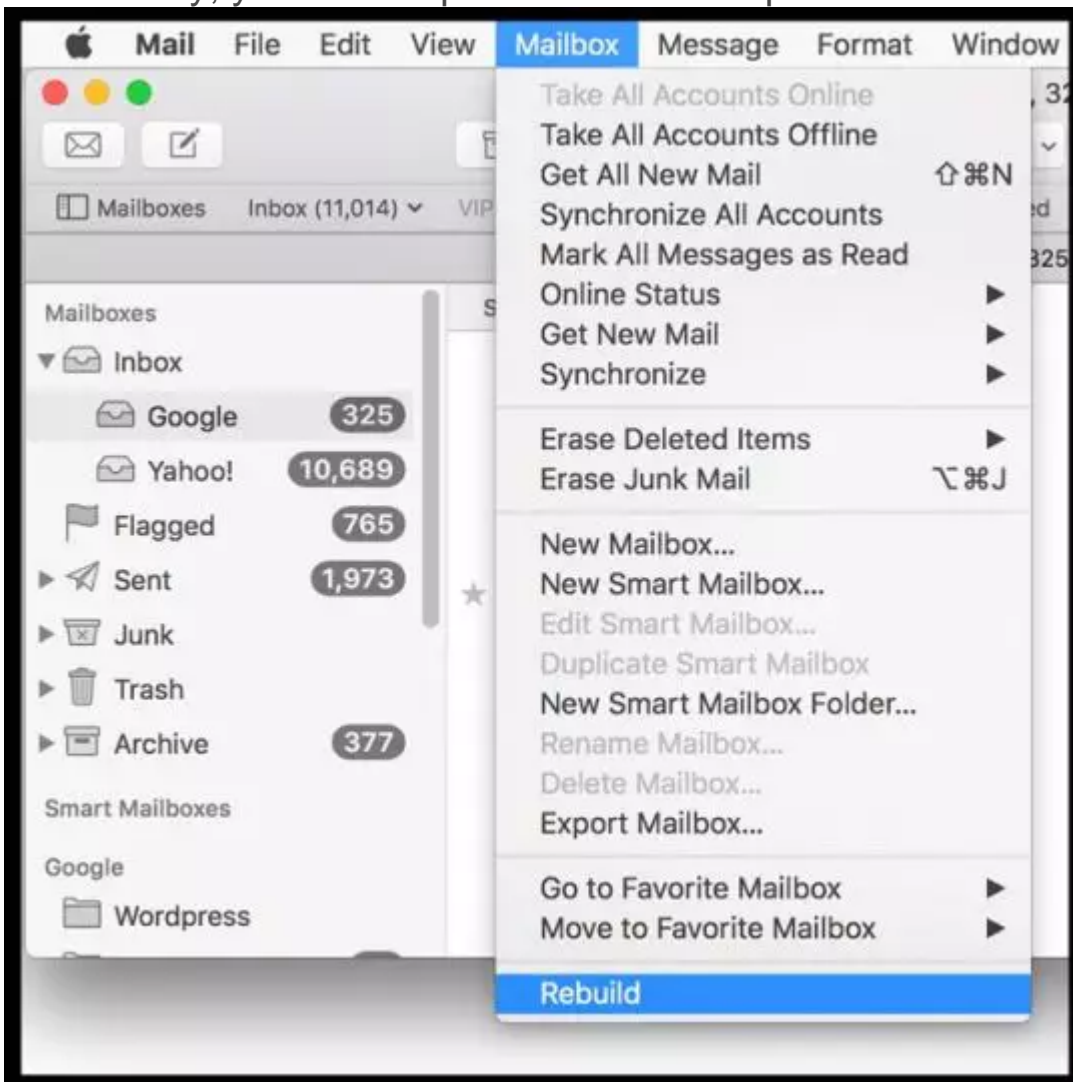 Mail File Edit View Mailbox Message Format Window
Take All Accounts Online
Take All Accounts Offline
Get All New Mail ⇧⌘N
Synchronize All Accounts
Mark All Messages as Read
Online Status ▶
Get New Mail ▶
Synchronize ▶
Erase Deleted Items ▶
Erase Junk Mail ⌥⌘J
New Mailbox...
New Smart Mailbox...
Edit Smart Mailbox...
Duplicate Smart Mailbox
New Smart Mailbox Folder...
Rename Mailbox...
Delete Mailbox...
Export Mailbox...
Go to Favorite Mailbox ▶
Move to Favorite Mailbox ▶
Rebuild
Mailboxes Inbox (11,014) VIP
325
Mailboxes
Inbox
Google 325
Yahoo! 10,689
Flagged 765
Sent 1,973
Junk
Trash
Archive 377
Smart Mailboxes
Google
Wordpress